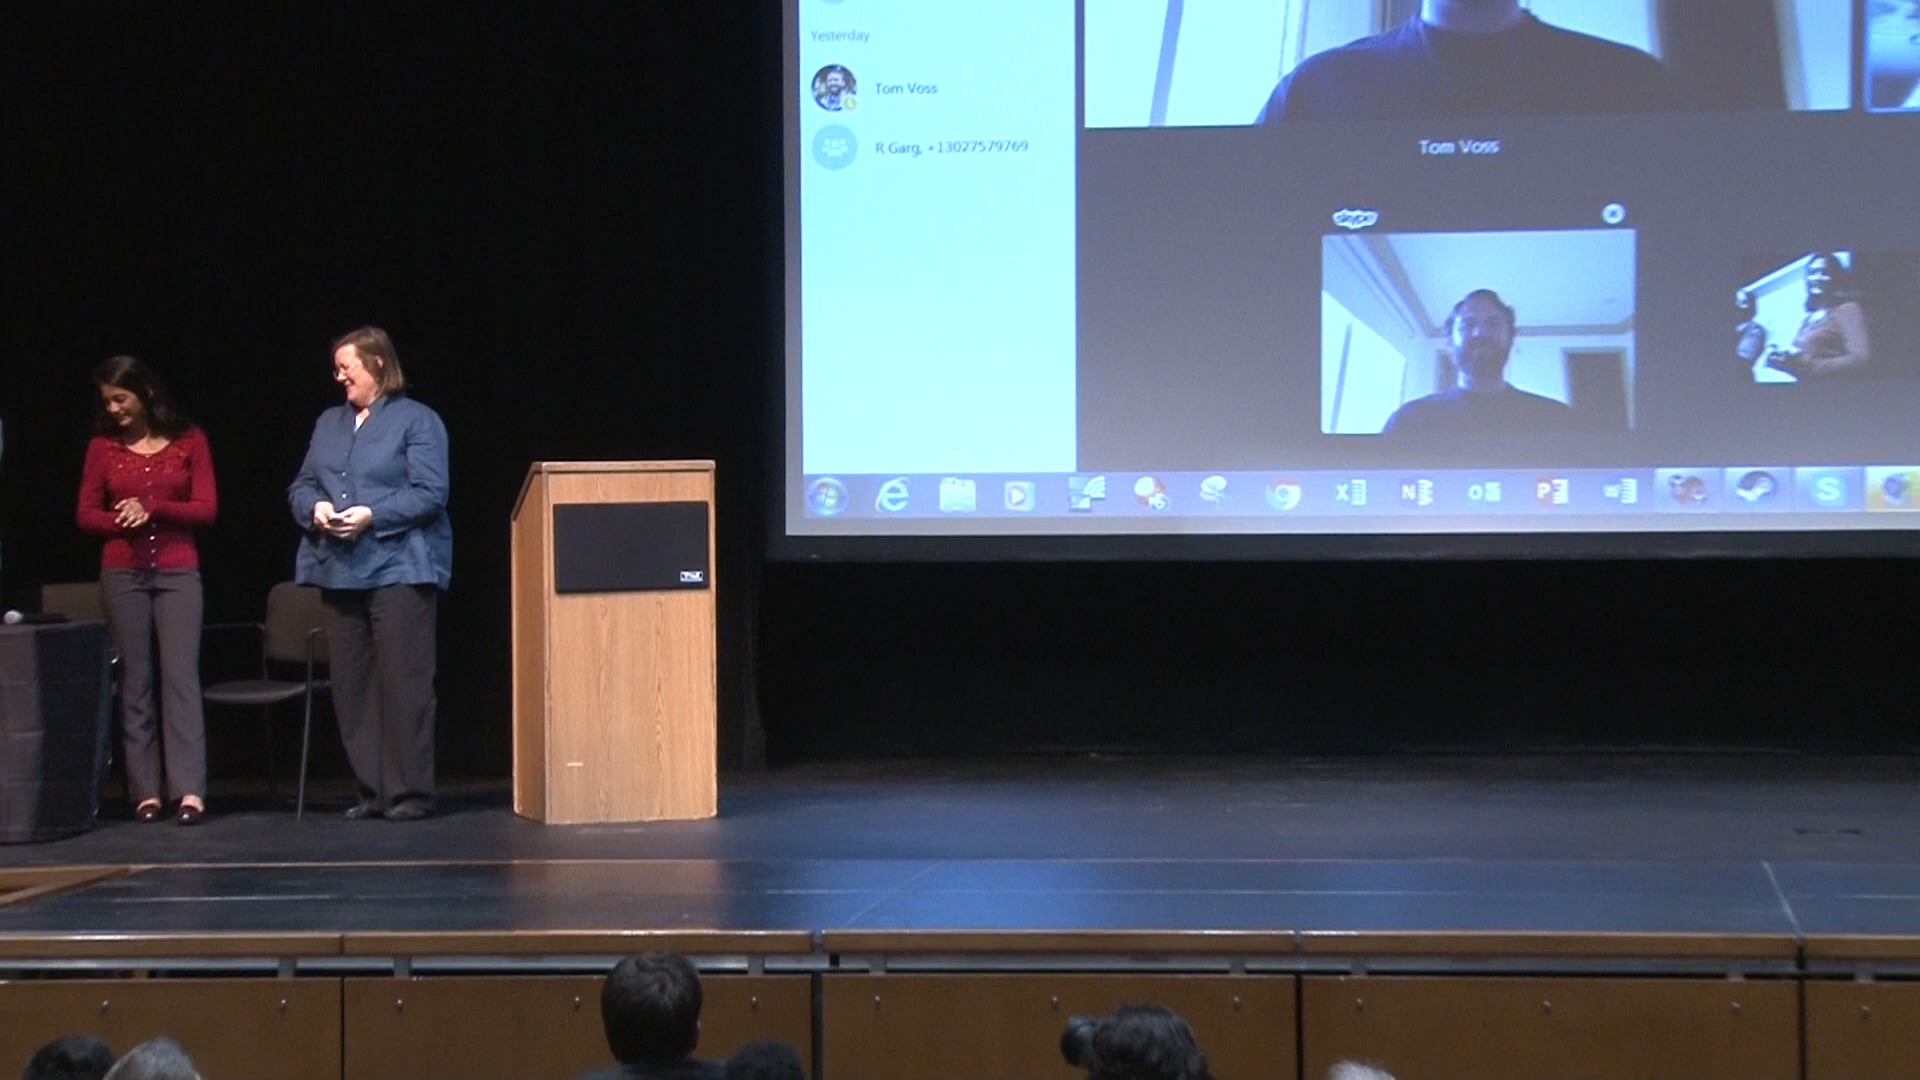 Yesterday
Tom Voss
R Garg, +13027579769
Tom Voss
skype